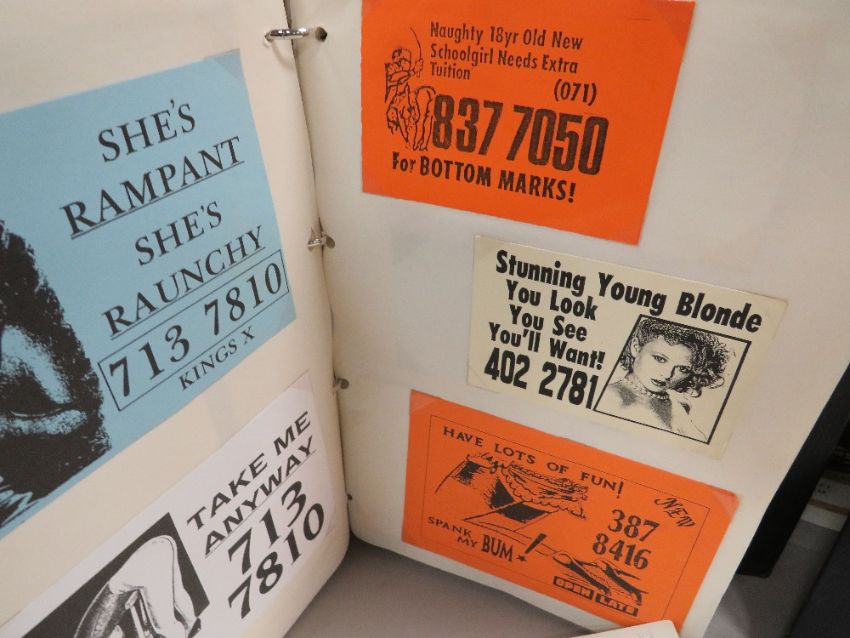 SHE'S
RAMPANT
SHE'S
RAUNCHY
713 7810
KINGS X
TAKE ME
ANYWAY
713
7810
Naughty 18yr Old New
Schoolgirl Needs Extra
Tuition
(071)
837 7050
For BOTTOM MARKS!
Stunning Young Blonde
You Look
You See
You'll Want!
402 2781
HAVE LOTS OF FUN!
NEW
387
8416
SPANK
MY BUM!
OPEN LATE